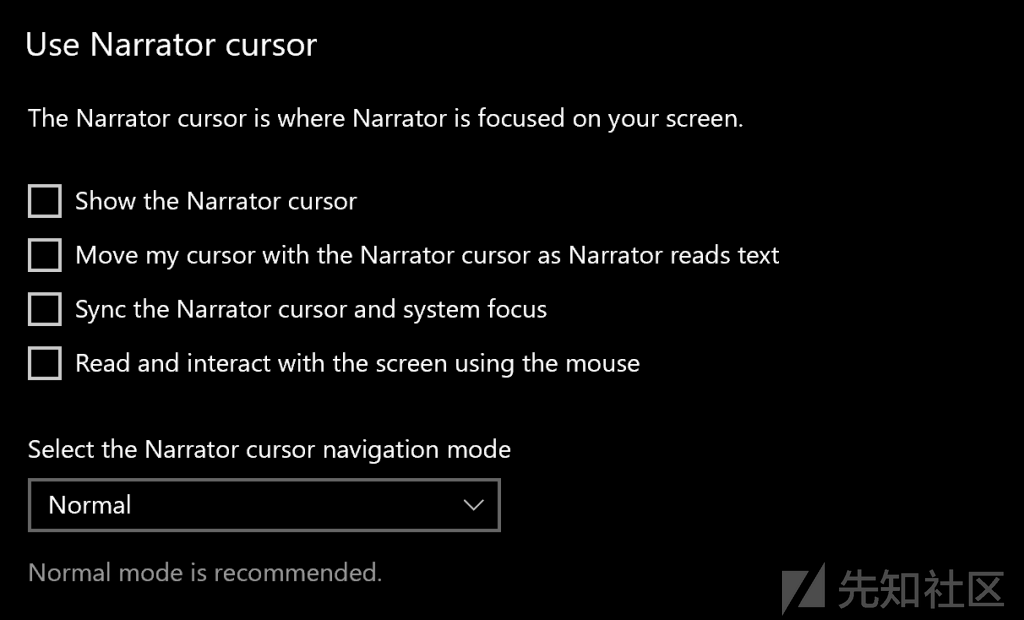 Use Narrator cursor
The Narrator cursor is where Narrator is focused on your screen.
Show the Narrator cursor
Move my cursor with the Narrator cursor as Narrator reads text
Sync the Narrator cursor and system focus
Read and interact with the screen using the mouse
Select the Narrator cursor navigation mode
Normal
Normal mode is recommended.
先知社区